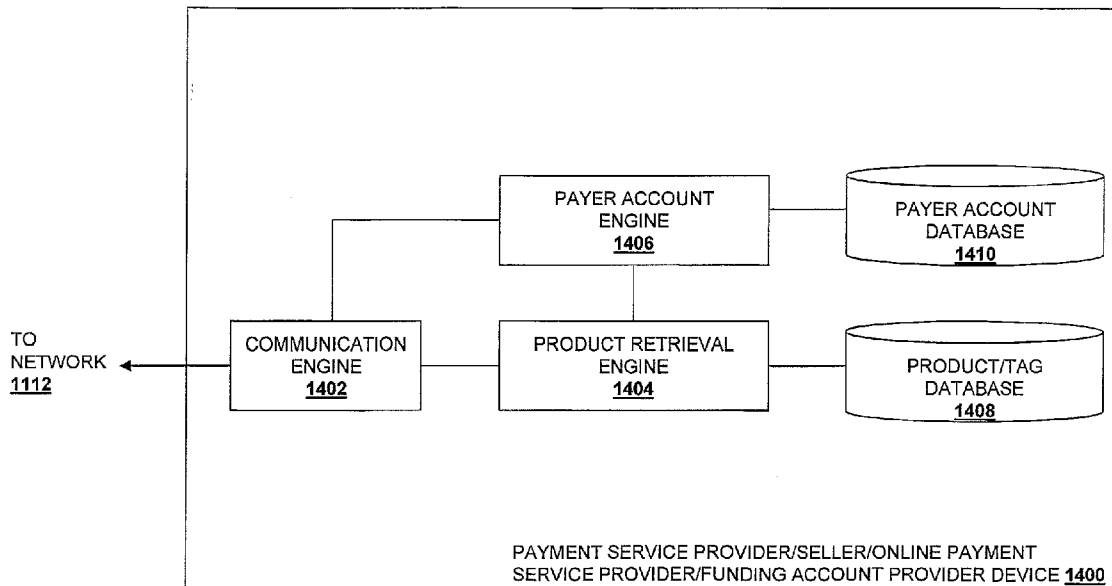 PAYER ACCOUNT
ENGINE
1406
PAYER ACCOUNT
DATABASE
1410
TO
NETWORK
1112
COMMUNICATION
ENGINE
1402
PRODUCT RETRIEVAL
ENGINE
1404
PRODUCT/TAG
DATABASE
1408
PAYMENT SERVICE PROVIDER/SELLER/ONLINE PAYMENT
SERVICE PROVIDER/FUNDING ACCOUNT PROVIDER DEVICE 1400